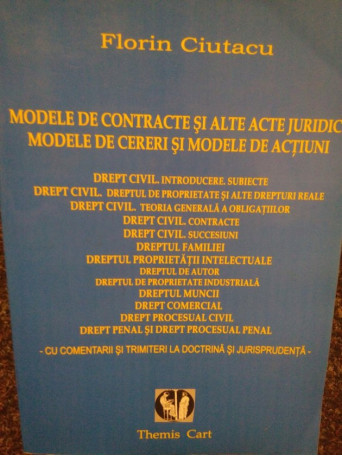 Florin Ciutacu
MODELE DE CONTRACTE ŞI ALTE ACTE JURIDIC
MODELE DE CERERI ŞI MODELE DE ACŢIUNI
DREPT CIVIL. INTRODUCERE. SUBIECTE
DREPT CIVIL. DREPTUL DE PROPRIETATE ŞI ALTE DREPTURI REALE
DREPT CIVIL. TEORIA GENERALĂ A OBLIGAŢIILOR
DREPT CIVIL. CONTRACTE
DREPT CIVIL. SUCCESIUNI
DREPTUL FAMILIEI
DREPTUL PROPRIETĂŢII INTELECTUALE
DREPTUL DE AUTOR
DREPTUL DE PROPRIETATE INDUSTRIALĂ
DREPTUL MUNCII
DREPT COMERCIAL
DREPT PROCESUAL CIVIL
DREPT PENAL ŞI DREPT PROCESUAL PENAL
- CU COMENTARII ŞI TRIMITERI LA DOCTRINĂ ŞI JURISPRUDENŢĂ -
Themis Cart